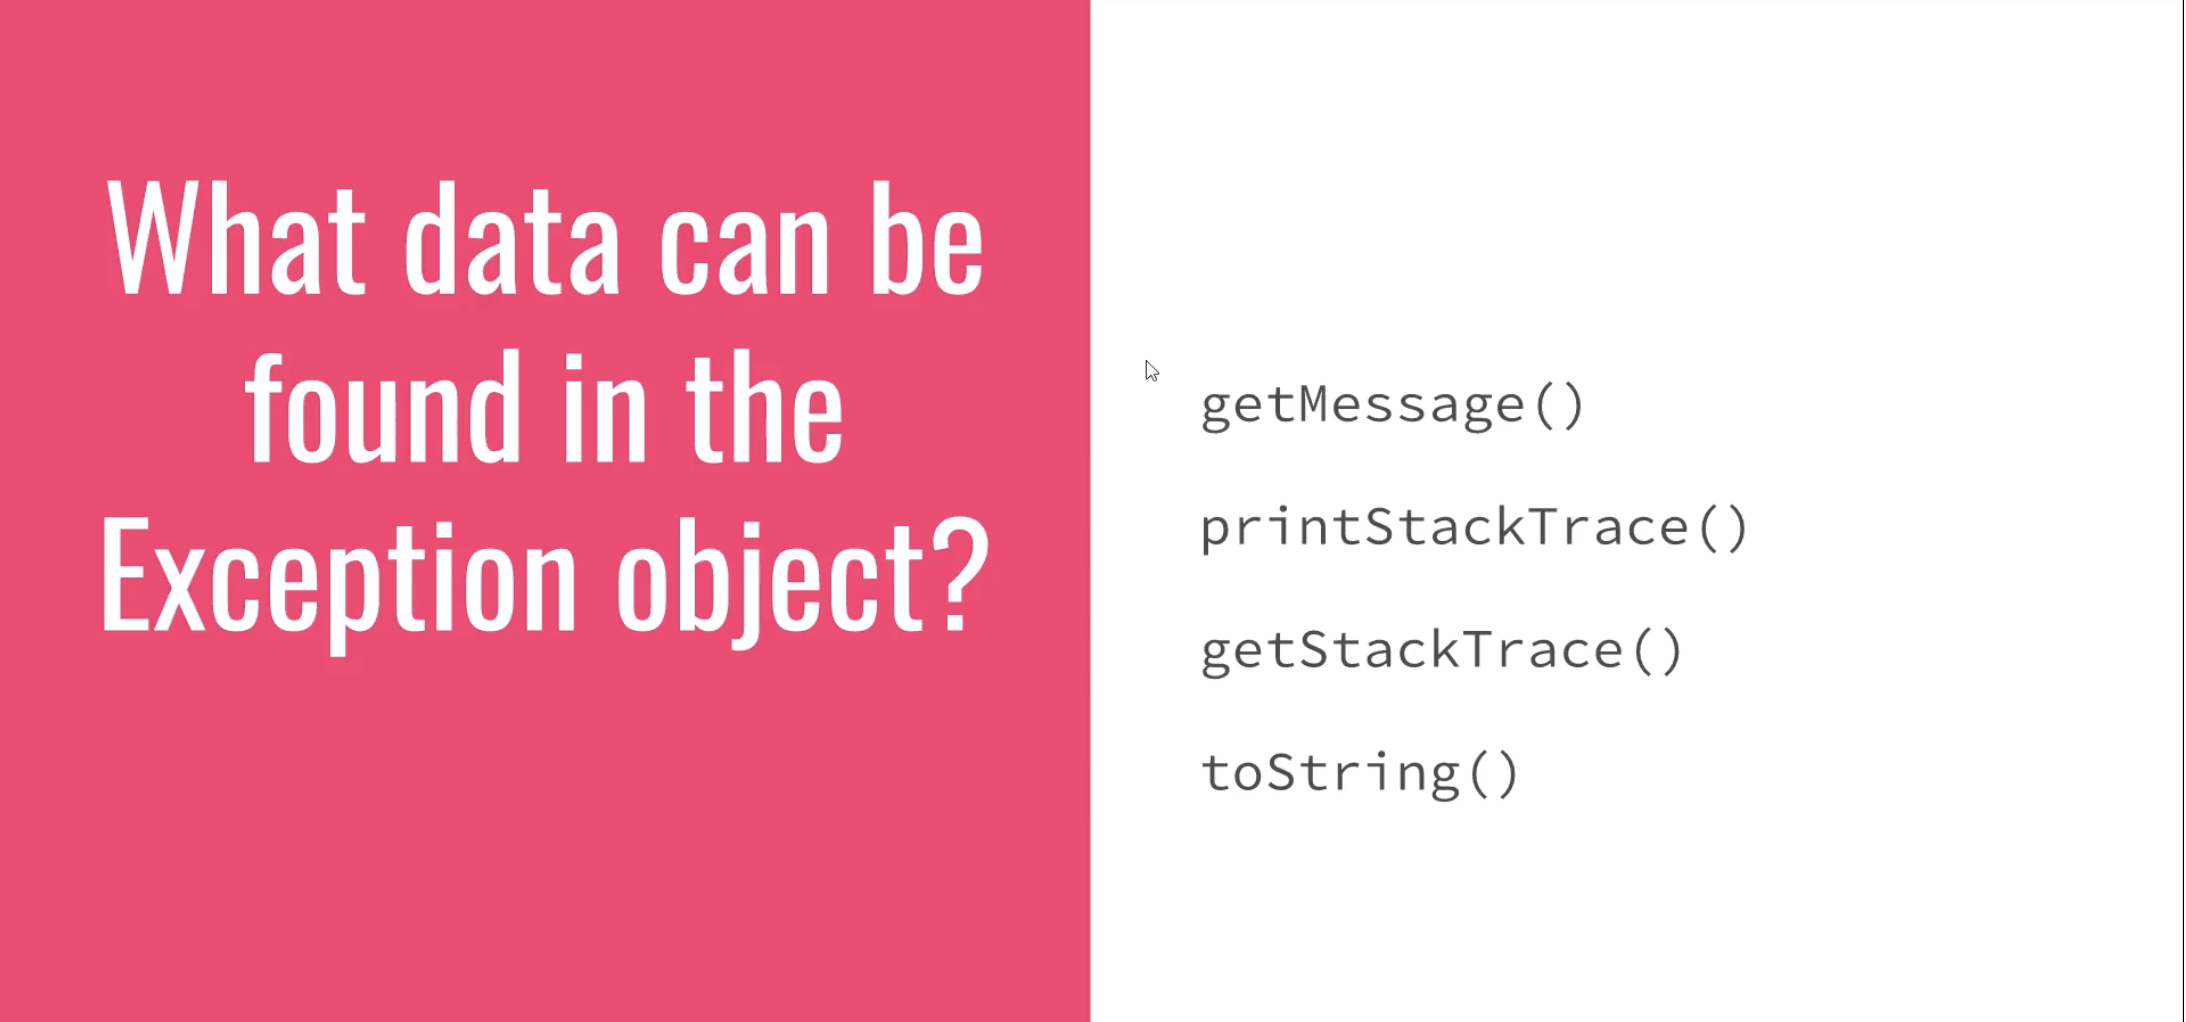 What data can be
found in the
Exception object?
getMessage()
printStackTrace()
getStackTrace()
toString()